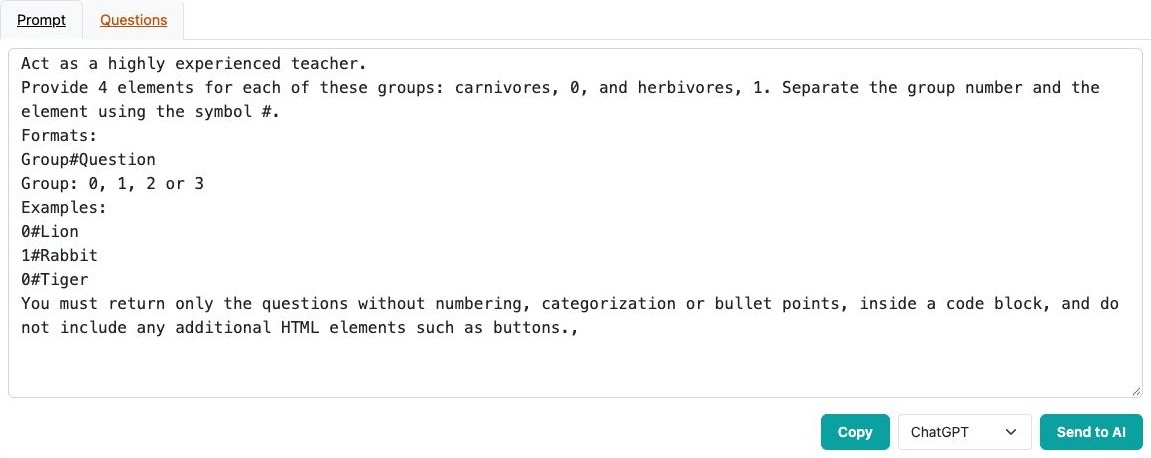 Prompt
Questions
Act as a highly experienced teacher.
Provide 4 elements for each of these groups: carnivores, 0, and herbivores, 1. Separate the group number and the
element using the symbol #.
Formats:
Group#Question
Group: 0, 1, 2 or 3
Examples:
0#Lion
1#Rabbit
0#Tiger
You must return only the questions without numbering, categorization or bullet points, inside a code block, and do
not include any additional HTML elements such as buttons.,
Copy
ChatGPT
Send to AI